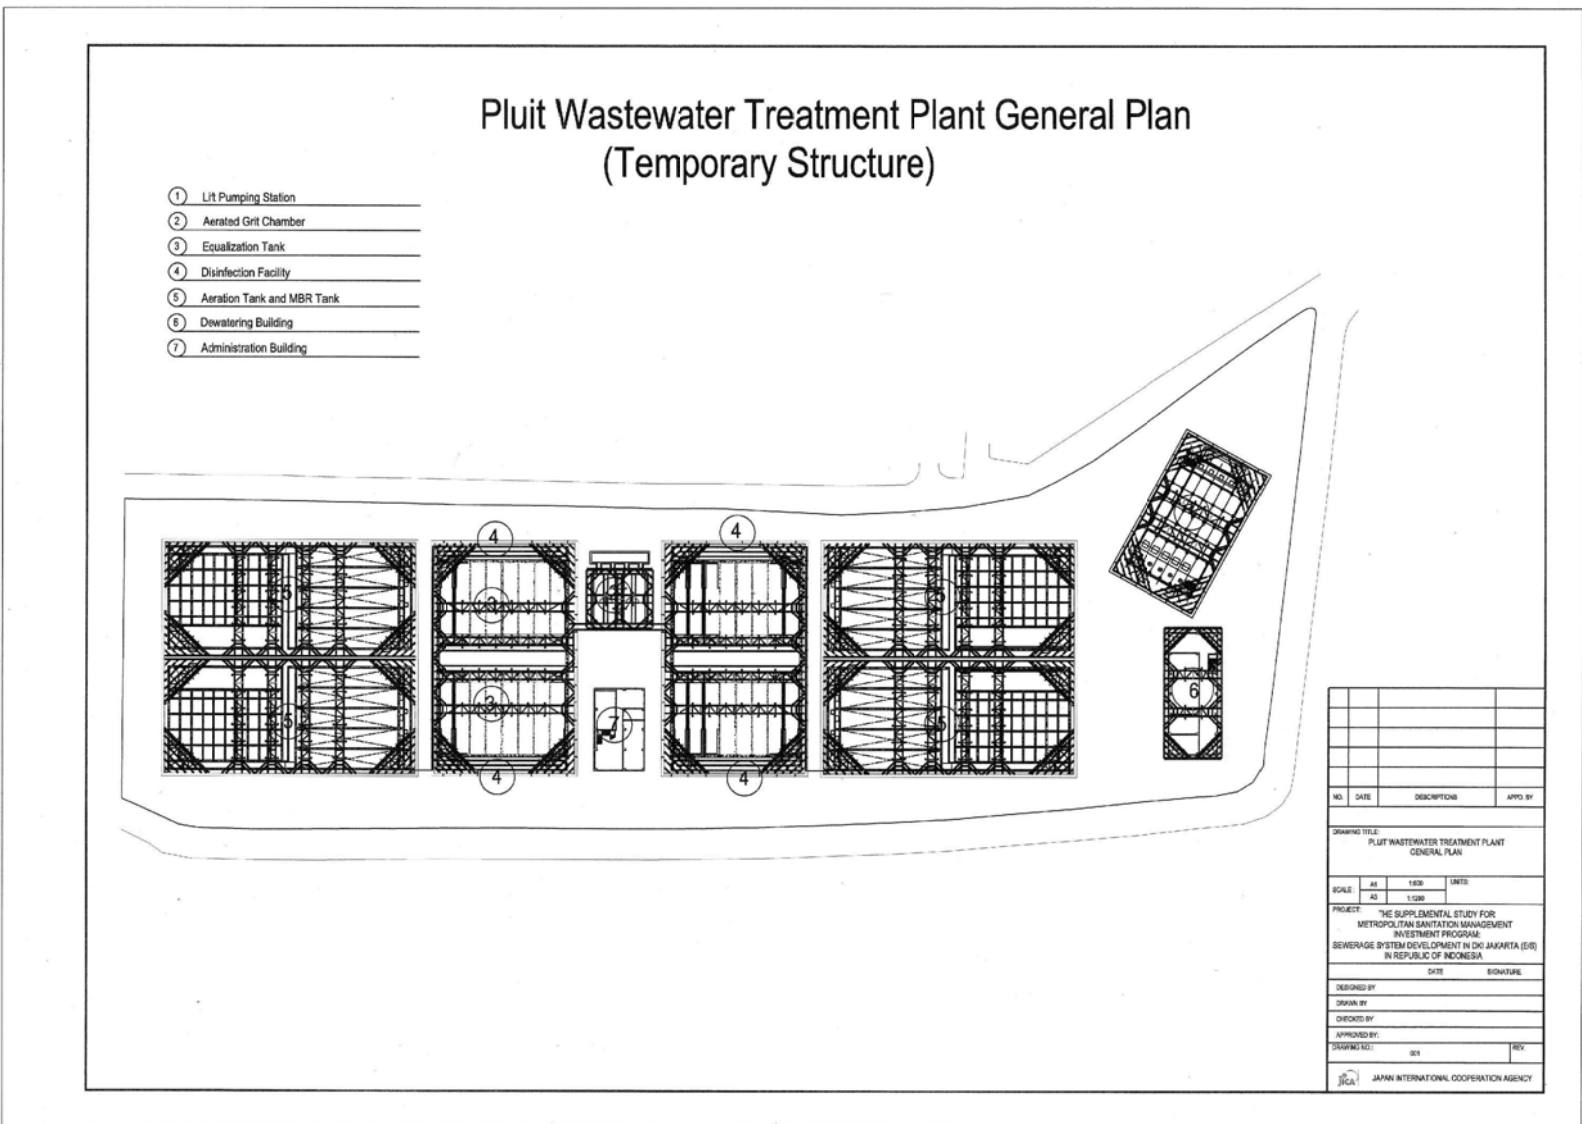 Pluit Wastewater Treatment Plant General Plan
(Temporary Structure)
1 Lift Pumping Station
2 Aerated Grit Chamber
3 Equalization Tank
4 Disinfection Facility
5 Aeration Tank and MBR Tank
6 Dewatering Building
7 Administration Building
4
4
5
3
5
3
5
7
5
6
4
4
NO. DATE DESCRIPTIONS APPD. BY
DRAWING TITLE:
PLUIT WASTEWATER TREATMENT PLANT
GENERAL PLAN
SCALE: UNITS:
A3
PROJECT: THE SUPPLEMENTAL STUDY FOR
METROPOLITAN SANITATION MANAGEMENT
INVESTMENT PROGRAM:
SEWERAGE SYSTEM DEVELOPMENT IN DKI JAKARTA (E/S)
IN REPUBLIC OF INDONESIA
DATE SIGNATURE
DESIGNED BY
DRAWN BY
CHECKED BY
APPROVED BY:
DRAWING NO.: 001 REV.
JICA JAPAN INTERNATIONAL COOPERATION AGENCY